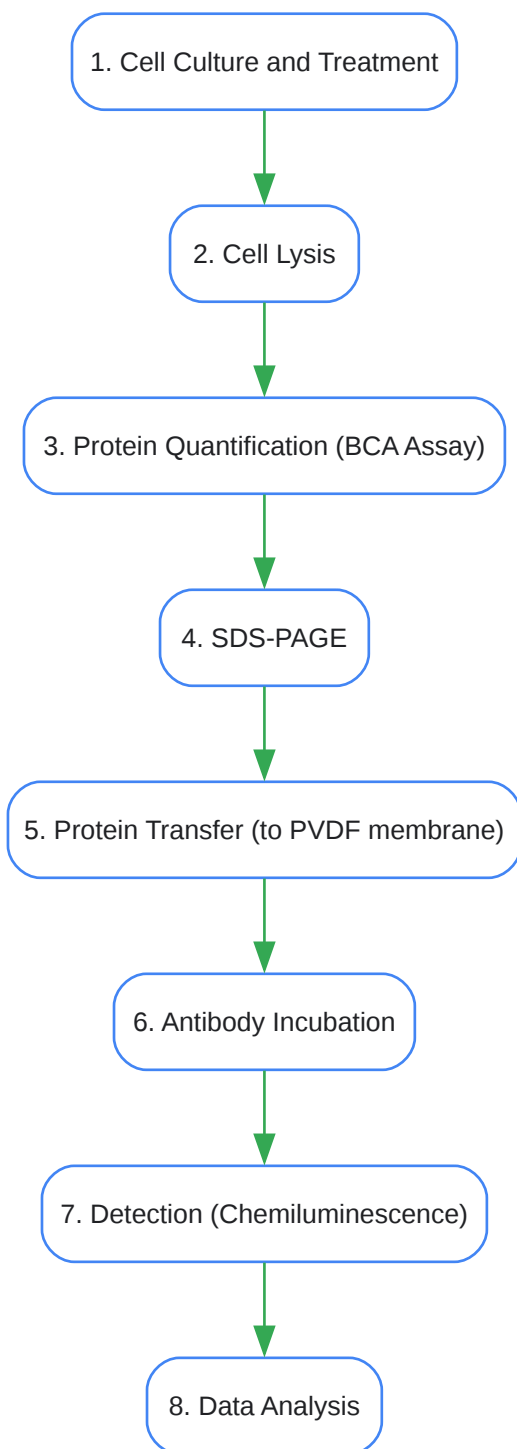 1. Cell Culture and Treatment
2. Cell Lysis
3. Protein Quantification (BCA Assay)
4. SDS-PAGE
5. Protein Transfer (to PVDF membrane)
6. Antibody Incubation
7. Detection (Chemiluminescence)
8. Data Analysis